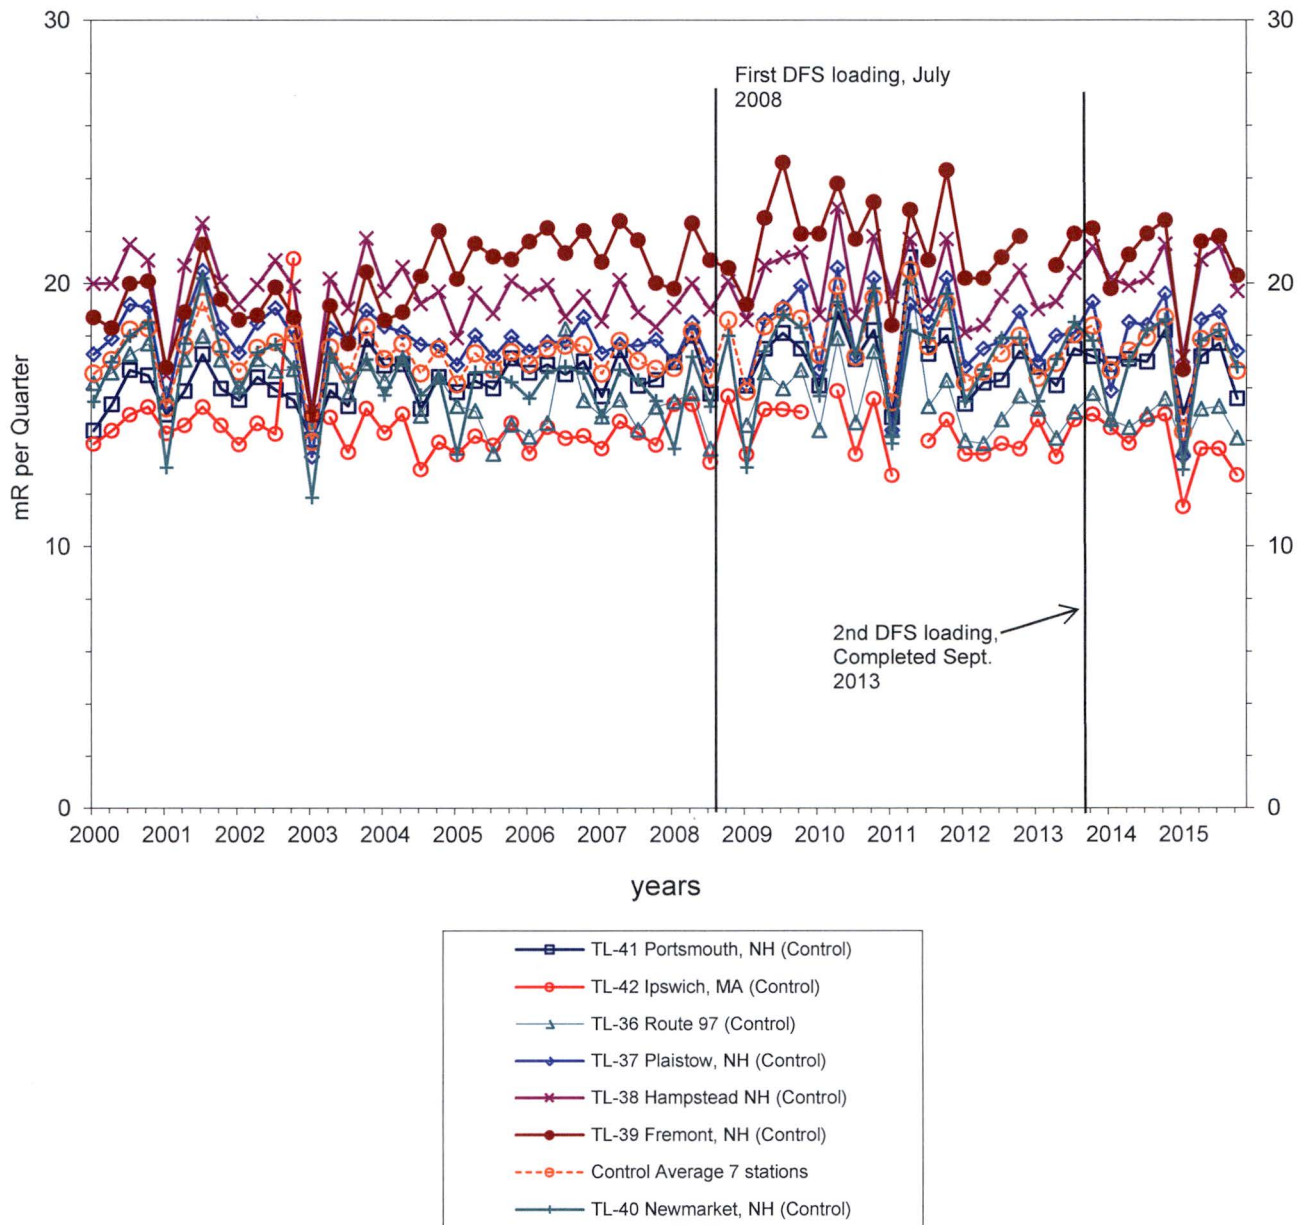 30
30
First DFS loading, July
2008
20
20
mR per Quarter
10
10
2nd DFS loading,
Completed Sept.
2013
0
0
2000 2001 2002 2003 2004 2005 2006 2007 2008 2009 2010 2011 2012 2013 2014 2015
years
TL-41 Portsmouth, NH (Control)
TL-42 Ipswich, MA (Control)
TL-36 Route 97 (Control)
TL-37 Plaistow, NH (Control)
TL-38 Hampstead NH (Control)
TL-39 Fremont, NH (Control)
Control Average 7 stations
TL-40 Newmarket, NH (Control)